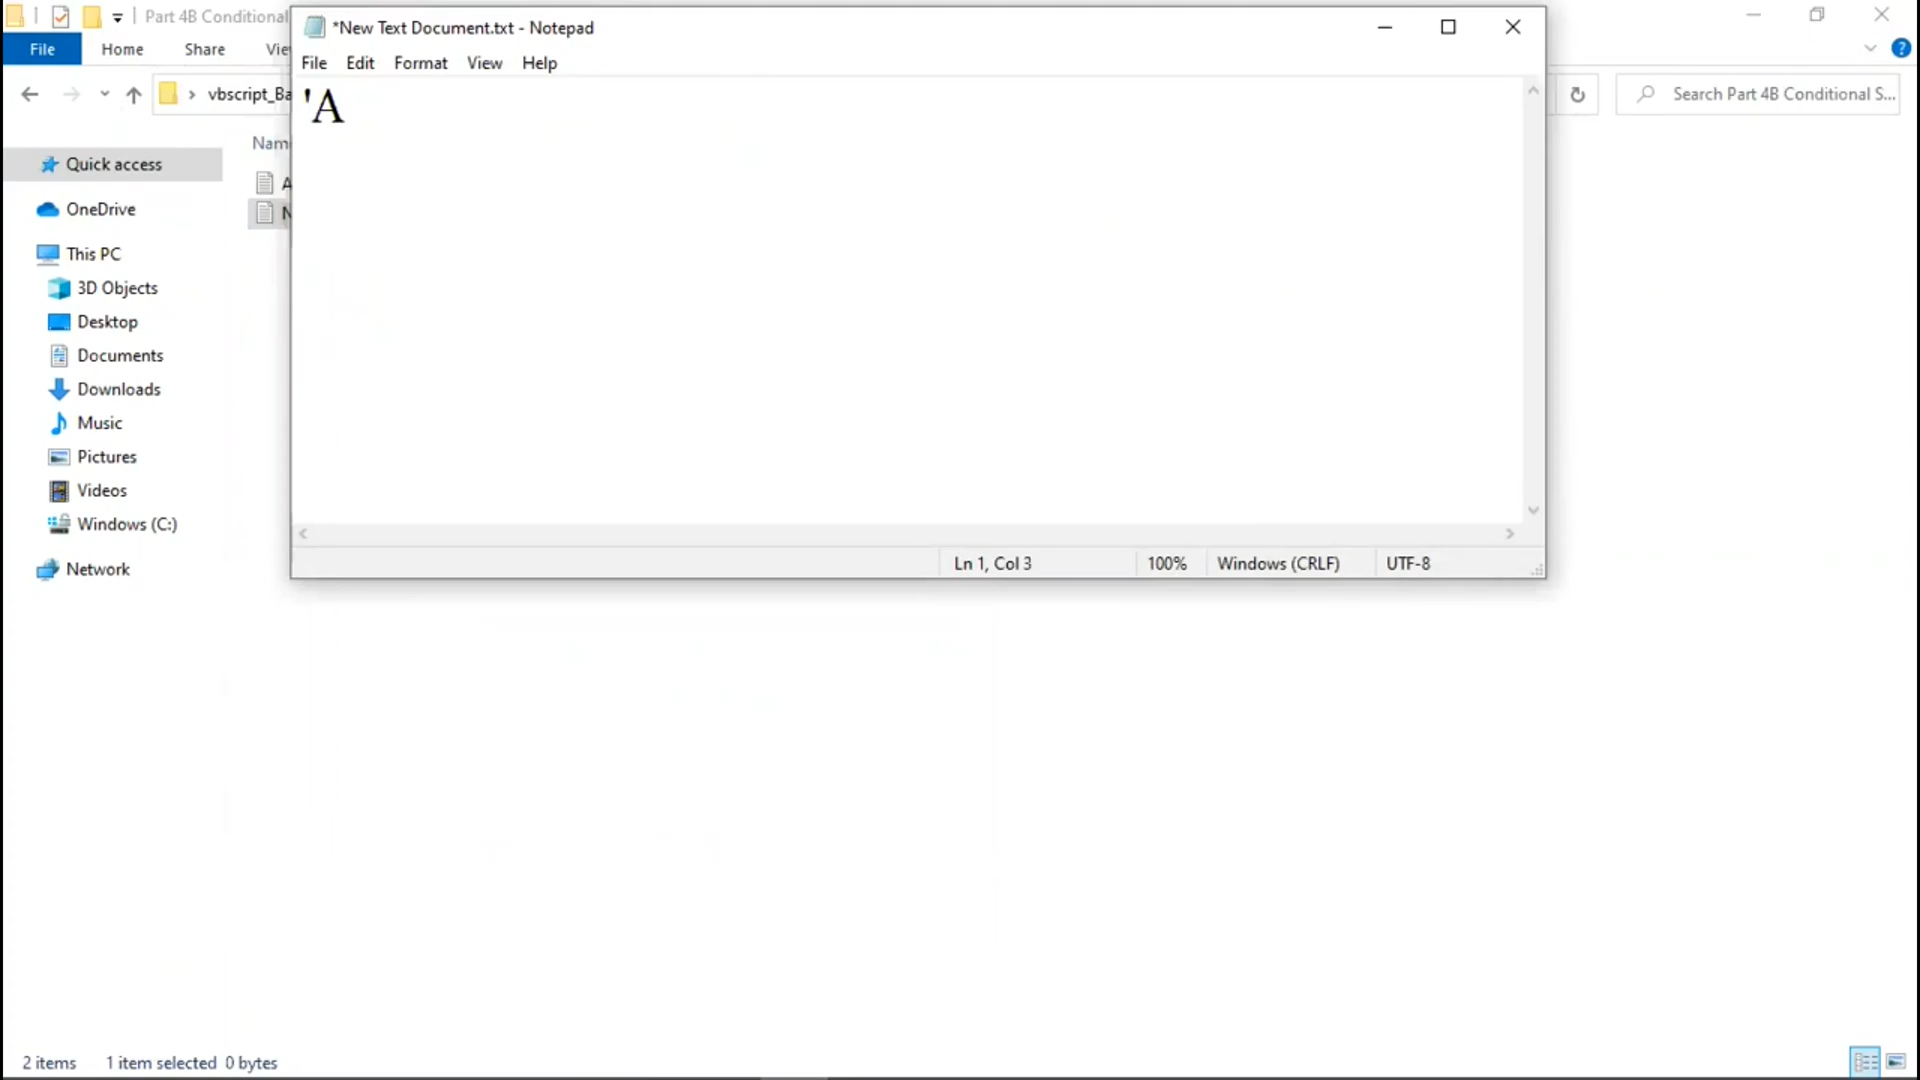 Part 4B Conditional
*New Text Document.txt - Notepad
File
Home
Share
File
Edit
Format
View
Help
vbscript_Ba
Search Part 4B Conditional S...
'A
Quick access
OneDrive
This PC
3D Objects
Desktop
Documents
Downloads
Music
Pictures
Videos
Windows (C:)
Network
A
Ln 1, Col 3
100%
Windows (CRLF)
UTF-8
2 items
1 item selected
0 bytes